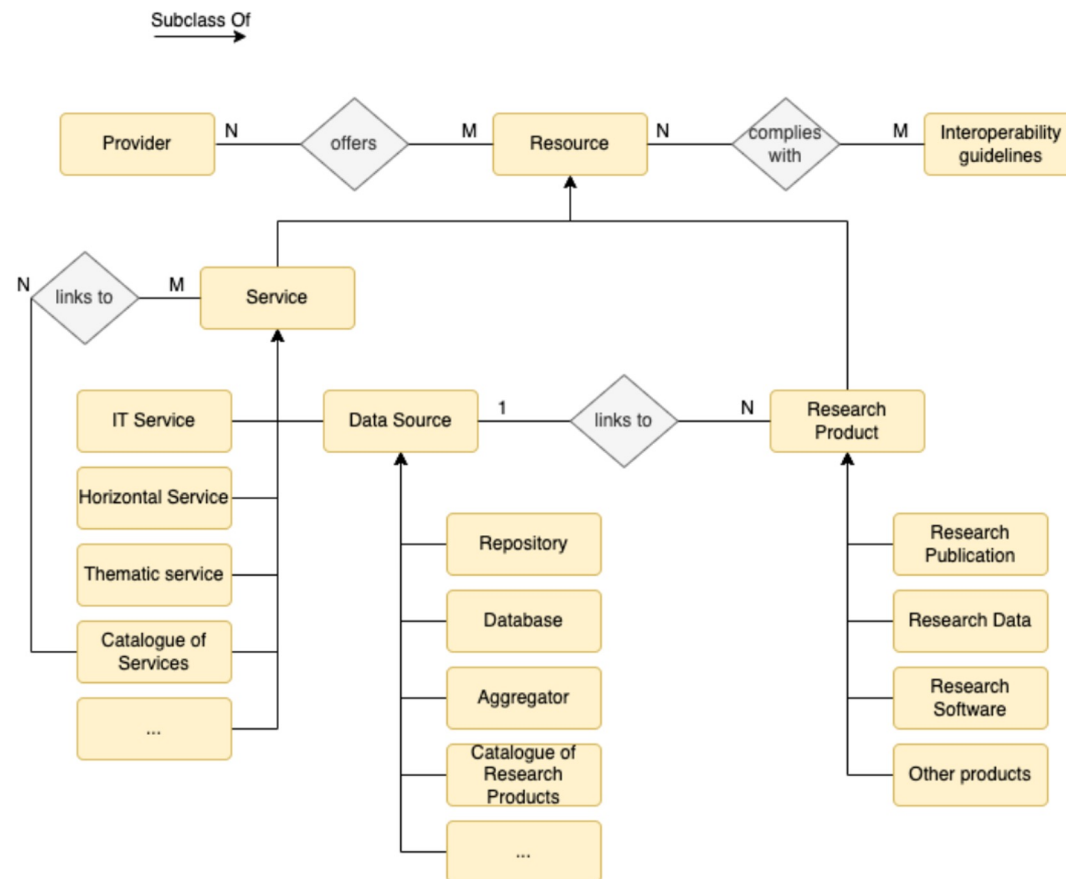 Subclass Of
Provider
N
offers
M
Resource
N
complies
with
M
Interoperability
guidelines
N
links to
M
Service
IT Service
Data Source
1
links to
N
Research
Product
Horizontal Service
Thematic service
Catalogue of
Services
...
Repository
Database
Aggregator
Catalogue of
Research
Products
...
Research
Publication
Research Data
Research
Software
Other products